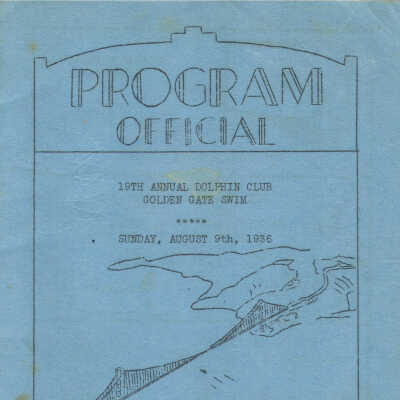 PROGRAM
OFFICIAL
19TH ANNUAL DOLPHIN CLUB
GOLDEN GATE SWIM
*****
SUNDAY, AUGUST 9th, 1936